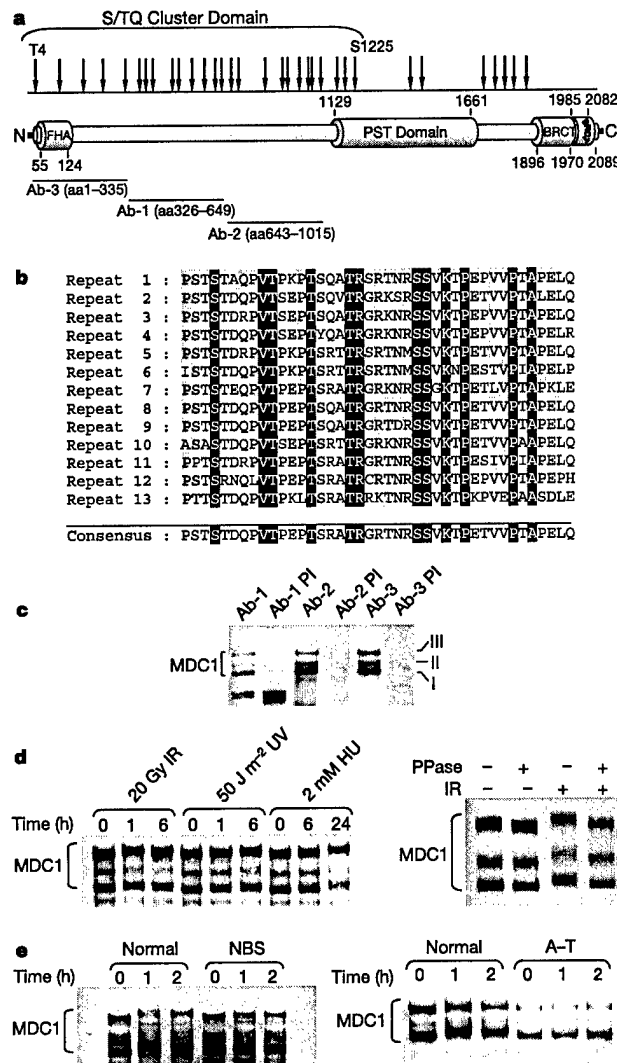 a
S/TQ Cluster Domain
T4
S1225
1129
1661
1985
2082
N
FHA
PST Domain
BRCT
C
55
124
1896
1970
2089
Ab-3 (aa1–335)
Ab-1 (aa326–649)
Ab-2 (aa643–1015)
b
Repeat 1 : PSTSTAQPVTPKPTSQATRSRTNRSSVKTPEPVVPTAPELQ
Repeat 2 : PSTSTDQPVTSEPTSQVTRGRKSRSSVKTPETVVPTALELQ
Repeat 3 : PSTSTDRPVTSEPTSQATRGRKNRSSVKTPEPVVPTAPELQ
Repeat 4 : PSTSTDQPVTSEPTYQATRGRKNRSSVKTPEPVVPTAPELR
Repeat 5 : PSTSTDRPVTPKPTSRTTRSRTNMSSVKTPETVVPTAPELQ
Repeat 6 : ISTSTDQPVTPKPTSRTTRSRTNMSSVKNPESTVPIAPELP
Repeat 7 : PSTSTEQPVTPEPTSRATRGRKNRSSGKTPETLVPTAPKLE
Repeat 8 : PSTSTDQPVTPEPTSQATRGRTNRSSVKTPETVVPTAPELQ
Repeat 9 : PSTSTDQPVTPEPTSQATRGRTDRSSVKTPETVVPTAPELQ
Repeat 10 : ASASTDQPVTSEPTSRTTRGRTNRSSVKTPETVVPAAPELQ
Repeat 11 : PPTSTDRPVTPEPTSRATRGRTNRSSVKTPESIVPIAPELQ
Repeat 12 : PSTSRNQLVTPEPTSRATRCRTNRSSVKTPEPVVPTAPEPH
Repeat 13 : PTTSTDQPVTPKLTSRATRRKTNRSSVKTPKPVEPAASDLE
Consensus : PSTSTDQPVTPEPTSRATRGRTNRSSVKTPETVVPTAPELQ
c
Ab-1
Ab-1 PI
Ab-2
Ab-2 PI
Ab-3
Ab-3 PI
MDC1
III
II
I
d
20 Gy IR
50 J m⁻² UV
2 mM HU
Time (h) 0 1 6 0 1 6 0 6 24
MDC1
PPase – + – +
IR – – + +
MDC1
e
Normal NBS
Time (h) 0 1 2 0 1 2
MDC1
Normal A–T
Time (h) 0 1 2 0 1 2
MDC1